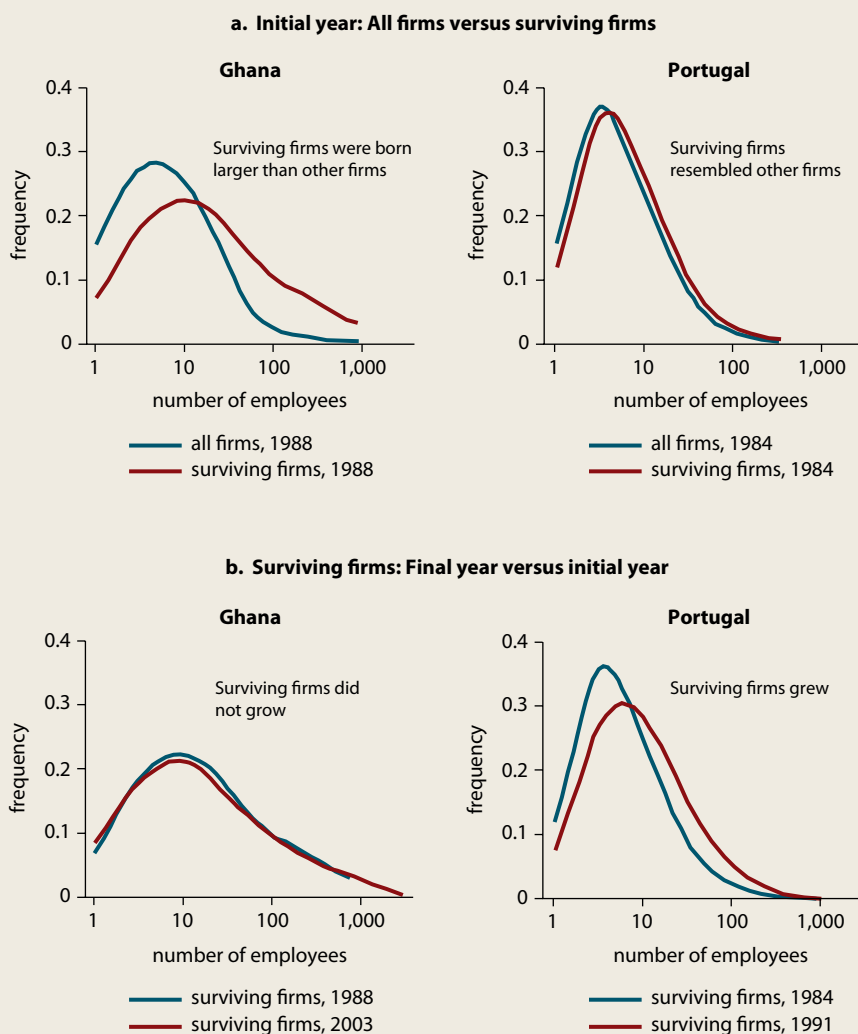 a. Initial year: All firms versus surviving firms
Ghana
0.4
0.3
0.2
0.1
0
frequency
Surviving firms were born
larger than other firms
1 10 100 1,000
number of employees
all firms, 1988
surviving firms, 1988
Portugal
0.4
0.3
0.2
0.1
0
frequency
Surviving firms
resembled other firms
1 10 100 1,000
number of employees
all firms, 1984
surviving firms, 1984
b. Surviving firms: Final year versus initial year
Ghana
0.4
0.3
0.2
0.1
0
frequency
Surviving firms did
not grow
1 10 100 1,000
number of employees
surviving firms, 1988
surviving firms, 2003
Portugal
0.4
0.3
0.2
0.1
0
frequency
Surviving firms grew
1 10 100 1,000
number of employees
surviving firms, 1984
surviving firms, 1991